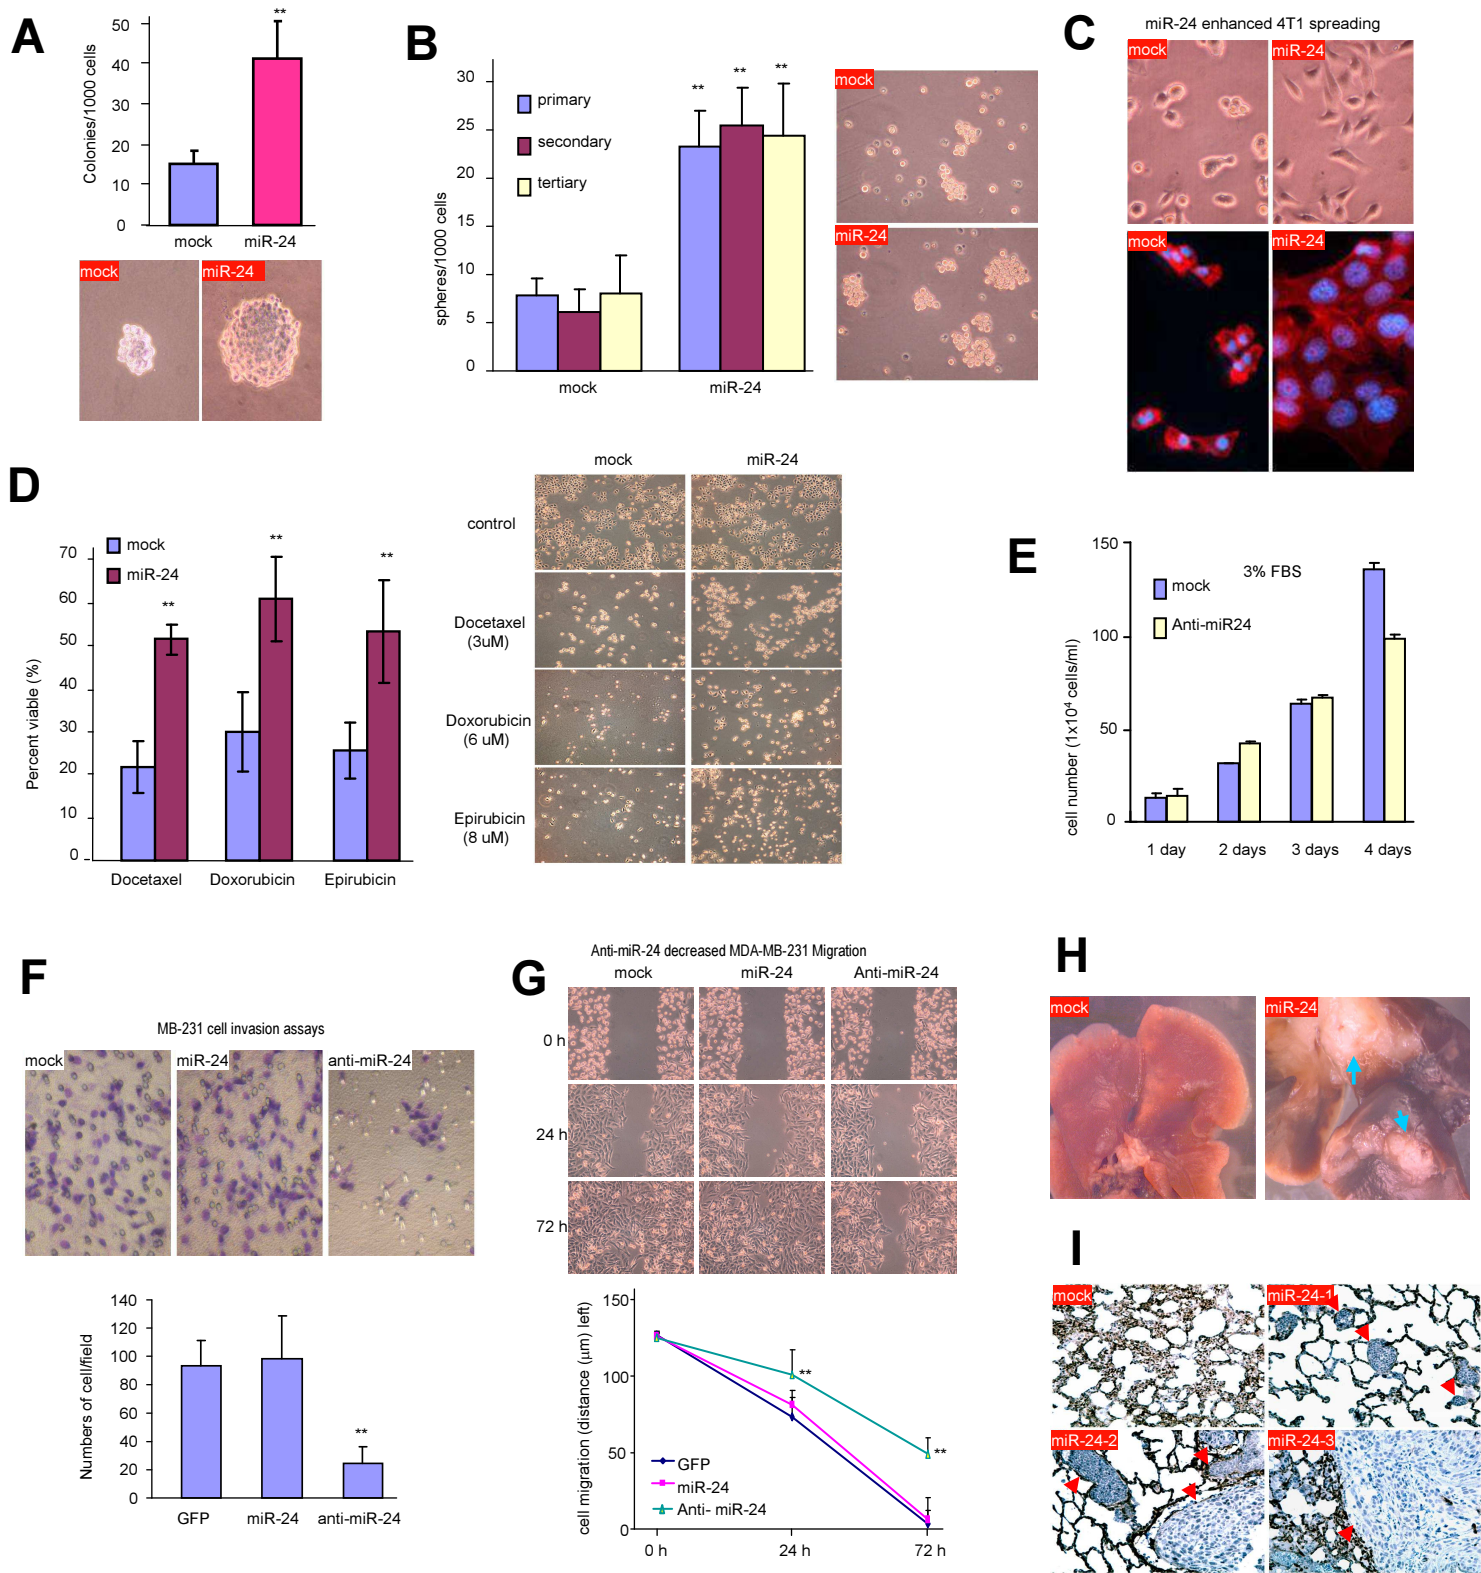 A
50
40
30
20
10
0
Colonies/1000 cells
**
mock
miR-24
mock
miR-24
B
30
25
20
15
10
5
0
spheres/1000 cells
primary
secondary
tertiary
**
**
**
mock
miR-24
mock
miR-24
C
miR-24 enhanced 4T1 spreading
mock
miR-24
mock
miR-24
D
mock
miR-24
70
60
50
40
30
20
10
0
Percent viable (%)
**
**
**
Docetaxel
Doxorubicin
Epirubicin
mock
miR-24
control
Docetaxel
(3uM)
Doxorubicin
(6 uM)
Epirubicin
(8 uM)
E
150
100
50
0
cell number (1x10⁴ cells/ml)
3% FBS
mock
Anti-miR24
1 day
2 days
3 days
4 days
F
MB-231 cell invasion assays
mock
miR-24
anti-miR-24
140
120
100
80
60
40
20
0
Numbers of cell/field
**
GFP
miR-24
anti-miR-24
G
Anti-miR-24 decreased MDA-MB-231 Migration
mock
miR-24
Anti-miR-24
0 h
24 h
72 h
150
100
50
0
cell migration (distance (μm) left)
**
**
GFP
miR-24
Anti- miR-24
0 h
24 h
72 h
H
mock
miR-24
I
mock
miR-24-1
miR-24-2
miR-24-3